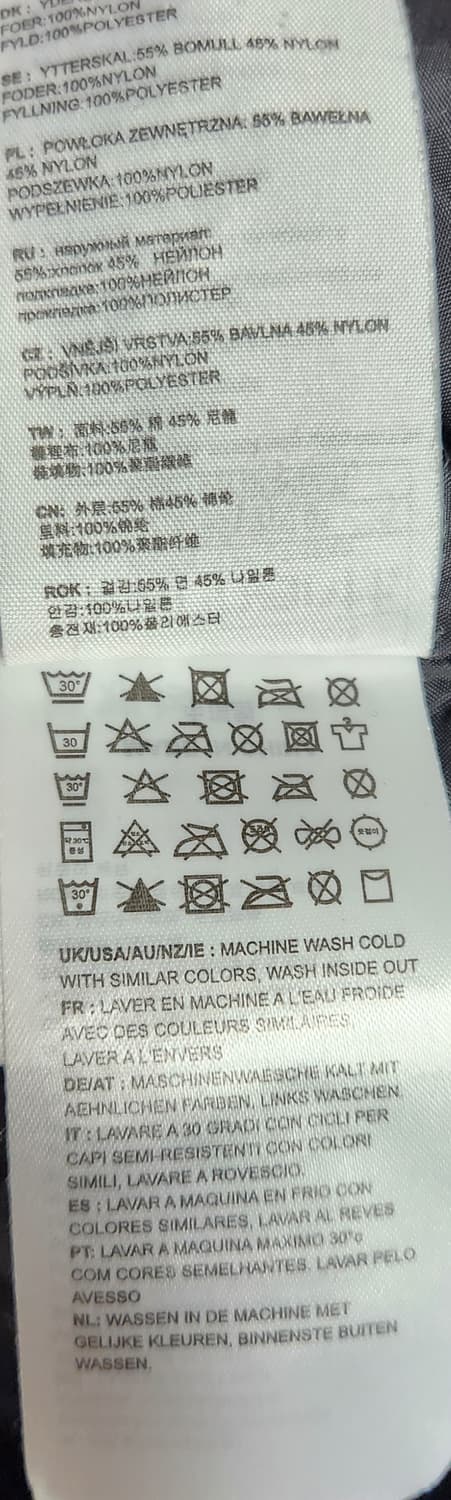 DK :
FOER:100%NYLON
FYLD:100%POLYESTER
SE : YTTERSKAL:55% BOMULL 45% NYLON
FODER:100%NYLON
FYLLNING:100%POLYESTER
PL : POWŁOKA ZEWNĘTRZNA: 55% BAWEŁNA
45% NYLON
PODSZEWKA:100%NYLON
WYPEŁNIENIE:100%POLIESTER
RU : наружный материал:
55%:хлопок 45% НЕЙЛОН
подкладка:100%НЕЙЛОН
прокладка:100%ПОЛИСТЕР
CZ : VNĚJŠÍ VRSTVA:55% BAVLNA 45% NYLON
PODŠÍVKA:100%NYLON
VÝPLŇ:100%POLYESTER
TW : 面料:55% 棉 45% 尼龍
裡布:100%尼龍
裝填物:100%聚酯纖維
CN: 外层:55% 棉45% 锦纶
里料:100%锦纶
填充物:100%聚酯纤维
ROK : 겉감:55% 면 45% 나일론
안감:100%나일론
충전재:100%폴리에스터
30°
30
30°
약 30℃
중성
뒤집어
30°
UK/USA/AU/NZ/IE : MACHINE WASH COLD
WITH SIMILAR COLORS, WASH INSIDE OUT
FR : LAVER EN MACHINE A L'EAU FROIDE
AVEC DES COULEURS SIMILAIRES,
LAVER A L'ENVERS
DE/AT : MASCHINENWAESCHE KALT MIT
AEHNLICHEN FARBEN, LINKS WASCHEN
IT : LAVARE A 30 GRADI CON CICLI PER
CAPI SEMI-RESISTENTI CON COLORI
SIMILI, LAVARE A ROVESCIO.
ES : LAVAR A MAQUINA EN FRIO CON
COLORES SIMILARES, LAVAR AL REVES
PT: LAVAR A MAQUINA MAXIMO 30°c
COM CORES SEMELHANTES. LAVAR PELO
AVESSO
NL: WASSEN IN DE MACHINE MET
GELIJKE KLEUREN, BINNENSTE BUITEN
WASSEN.